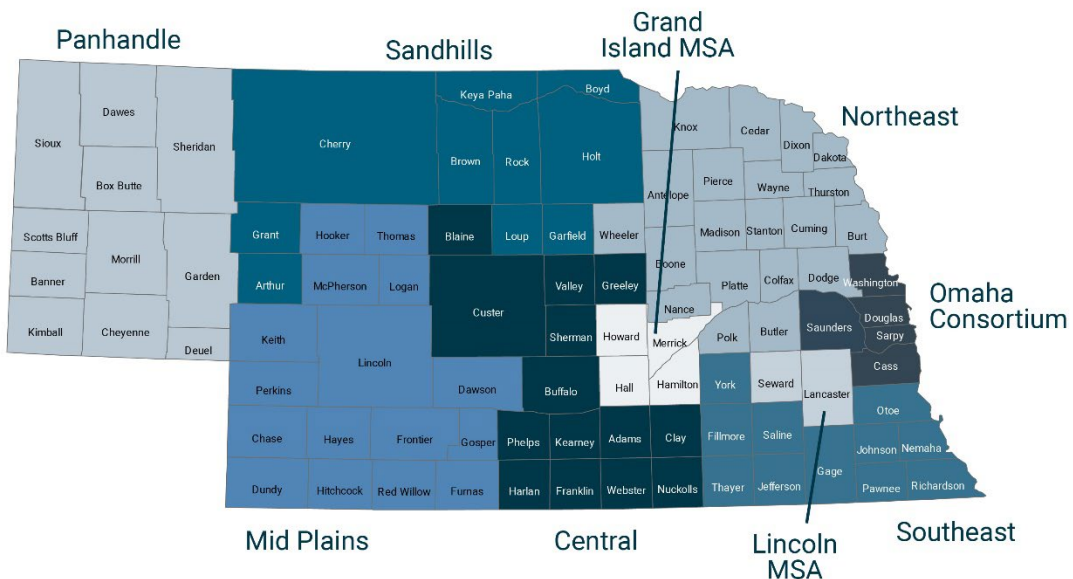 Grand
Island MSA
Panhandle
Sandhills
Northeast
Omaha
Consortium
Mid Plains
Central
Lincoln
MSA
Southeast
Sioux
Dawes
Sheridan
Box Butte
Scotts Bluff
Morrill
Garden
Banner
Kimball
Cheyenne
Deuel
Cherry
Keya Paha
Boyd
Brown
Rock
Holt
Grant
Hooker
Thomas
Blaine
Loup
Garfield
Wheeler
Arthur
McPherson
Logan
Custer
Valley
Greeley
Keith
Lincoln
Sherman
Howard
Merrick
Perkins
Dawson
Buffalo
Hall
Hamilton
Chase
Hayes
Frontier
Gosper
Phelps
Kearney
Adams
Clay
Dundy
Hitchcock
Red Willow
Furnas
Harlan
Franklin
Webster
Nuckolls
Knox
Cedar
Dixon
Dakota
Antelope
Pierce
Wayne
Thurston
Madison
Stanton
Cuming
Burt
Boone
Platte
Colfax
Dodge
Washington
Nance
Polk
Butler
Saunders
Douglas
Sarpy
Cass
York
Seward
Lancaster
Otoe
Fillmore
Saline
Gage
Johnson
Nemaha
Thayer
Jefferson
Pawnee
Richardson